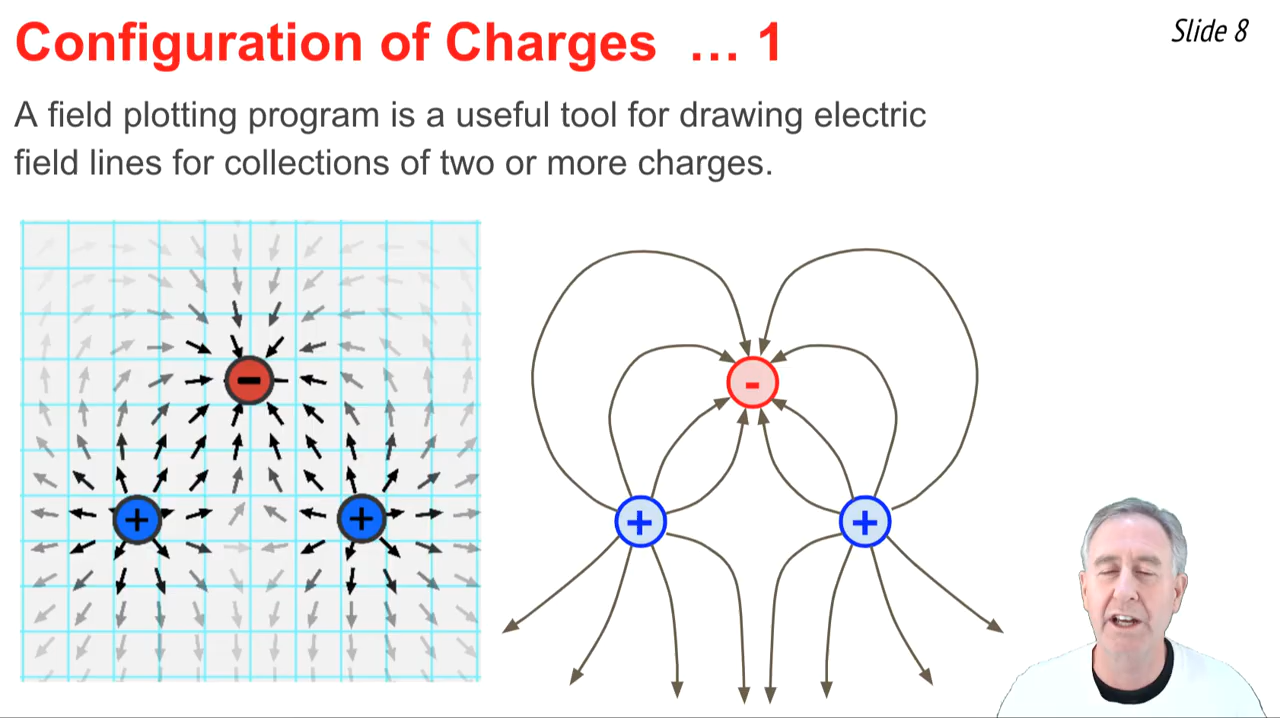 Configuration of Charges … 1
Slide 8
A field plotting program is a useful tool for drawing electric
field lines for collections of two or more charges.
-
-
+
+
+
+